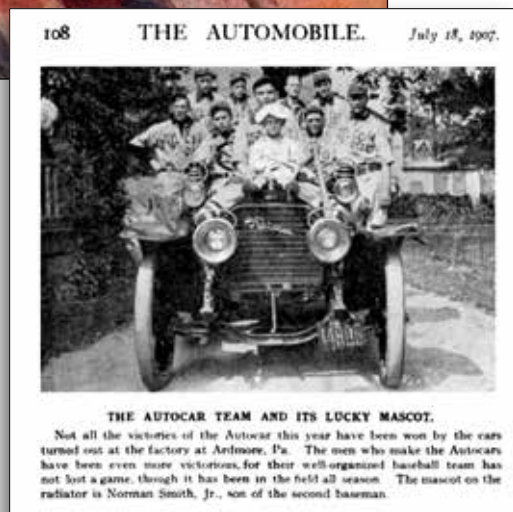 108
THE AUTOMOBILE.
July 18, 1907.
THE AUTOCAR TEAM AND ITS LUCKY MASCOT.
Not all the victories of the Autocar this year have been won by the cars
turned out at the factory at Ardmore, Pa. The men who make the Autocars
have been even more victorious, for their well-organized baseball team has
not lost a game, though it has been in the field all season. The mascot on the
radiator is Norman Smith, Jr., son of the second baseman.